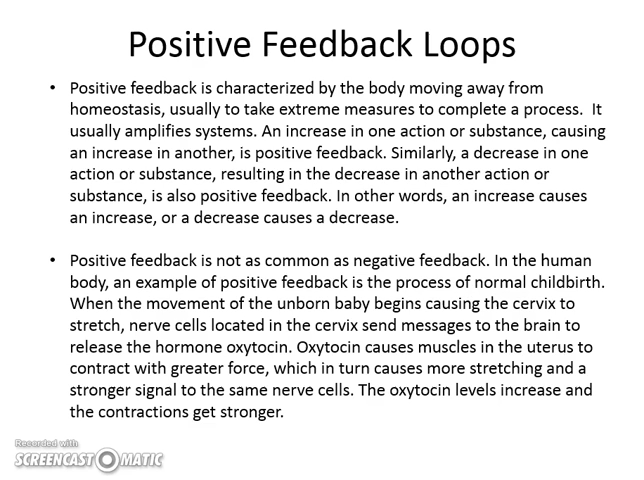 Positive Feedback Loops
• Positive feedback is characterized by the body moving away from
homeostasis, usually to take extreme measures to complete a process.  It
usually amplifies systems. An increase in one action or substance, causing
an increase in another, is positive feedback. Similarly, a decrease in one
action or substance, resulting in the decrease in another action or
substance, is also positive feedback. In other words, an increase causes
an increase, or a decrease causes a decrease.
• Positive feedback is not as common as negative feedback. In the human
body, an example of positive feedback is the process of normal childbirth.
When the movement of the unborn baby begins causing the cervix to
stretch, nerve cells located in the cervix send messages to the brain to
release the hormone oxytocin. Oxytocin causes muscles in the uterus to
contract with greater force, which in turn causes more stretching and a
stronger signal to the same nerve cells. The oxytocin levels increase and
the contractions get stronger.
Recorded with
SCREENCAST-O-MATIC